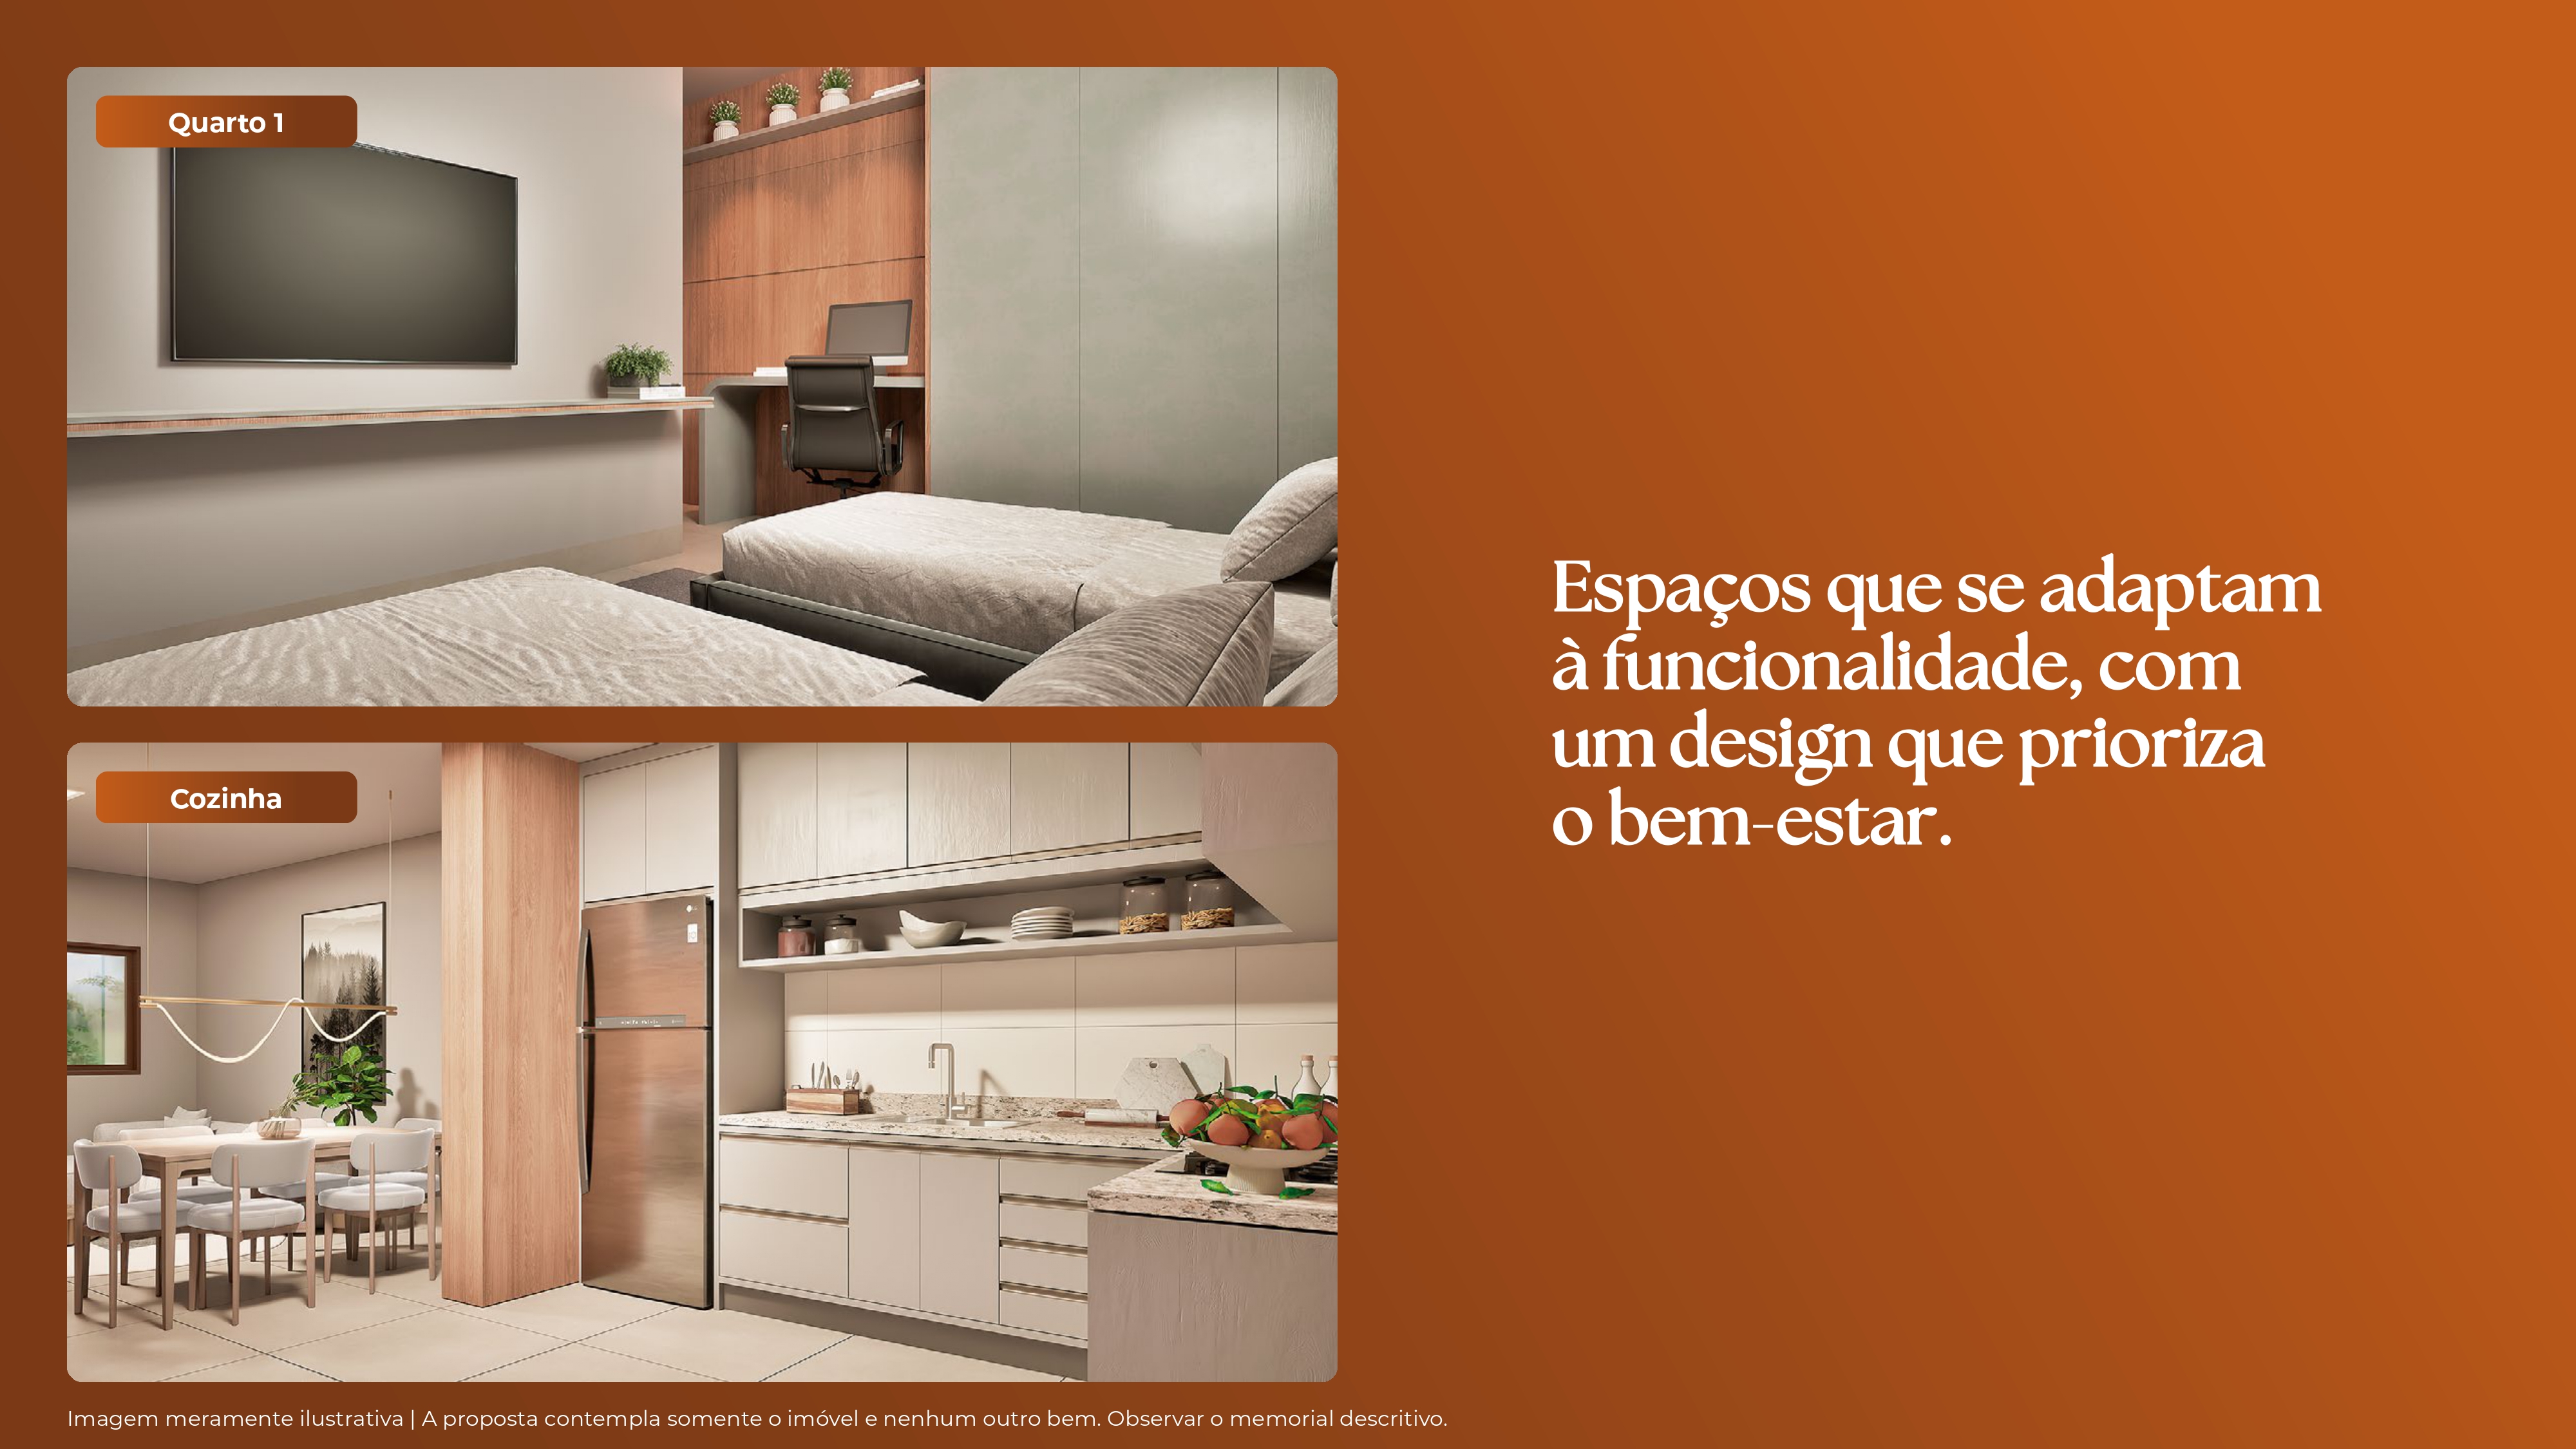 Quarto 1
Cozinha
Espaços que se adaptam
à funcionalidade, com
um design que prioriza
o bem-estar.
Imagem meramente ilustrativa | A proposta contempla somente o imóvel e nenhum outro bem. Observar o memorial descritivo.